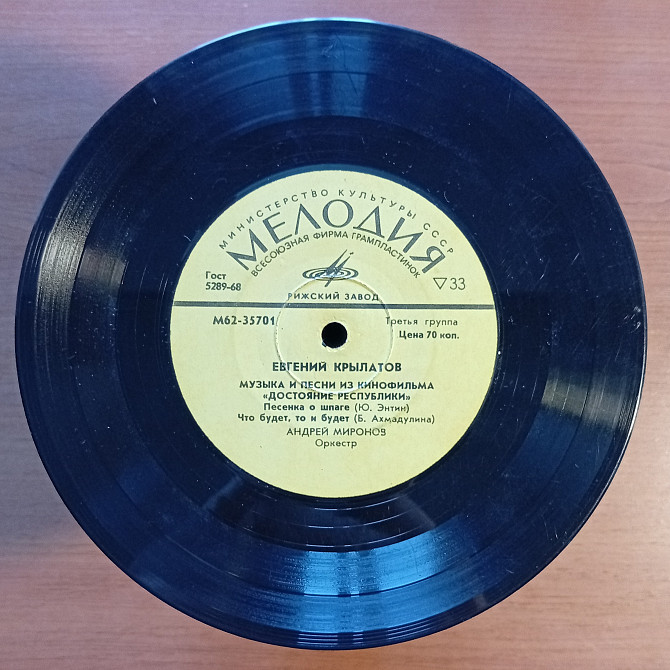 МИНИСТЕРСТВО КУЛЬТУРЫ СССР
МЕЛОДИЯ
ВСЕСОЮЗНАЯ ФИРМА ГРАМПЛАСТИНОК
Гост
5289-68
▽33
РИЖСКИЙ ЗАВОД
М62-35701
Третья группа
Цена 70 коп.
ЕВГЕНИЙ КРЫЛАТОВ
МУЗЫКА И ПЕСНИ ИЗ КИНОФИЛЬМА
«ДОСТОЯНИЕ РЕСПУБЛИКИ»
Песенка о шпаге (Ю. Энтин)
Что будет, то и будет (Б. Ахмадулина)
АНДРЕЙ МИРОНОВ
Оркестр